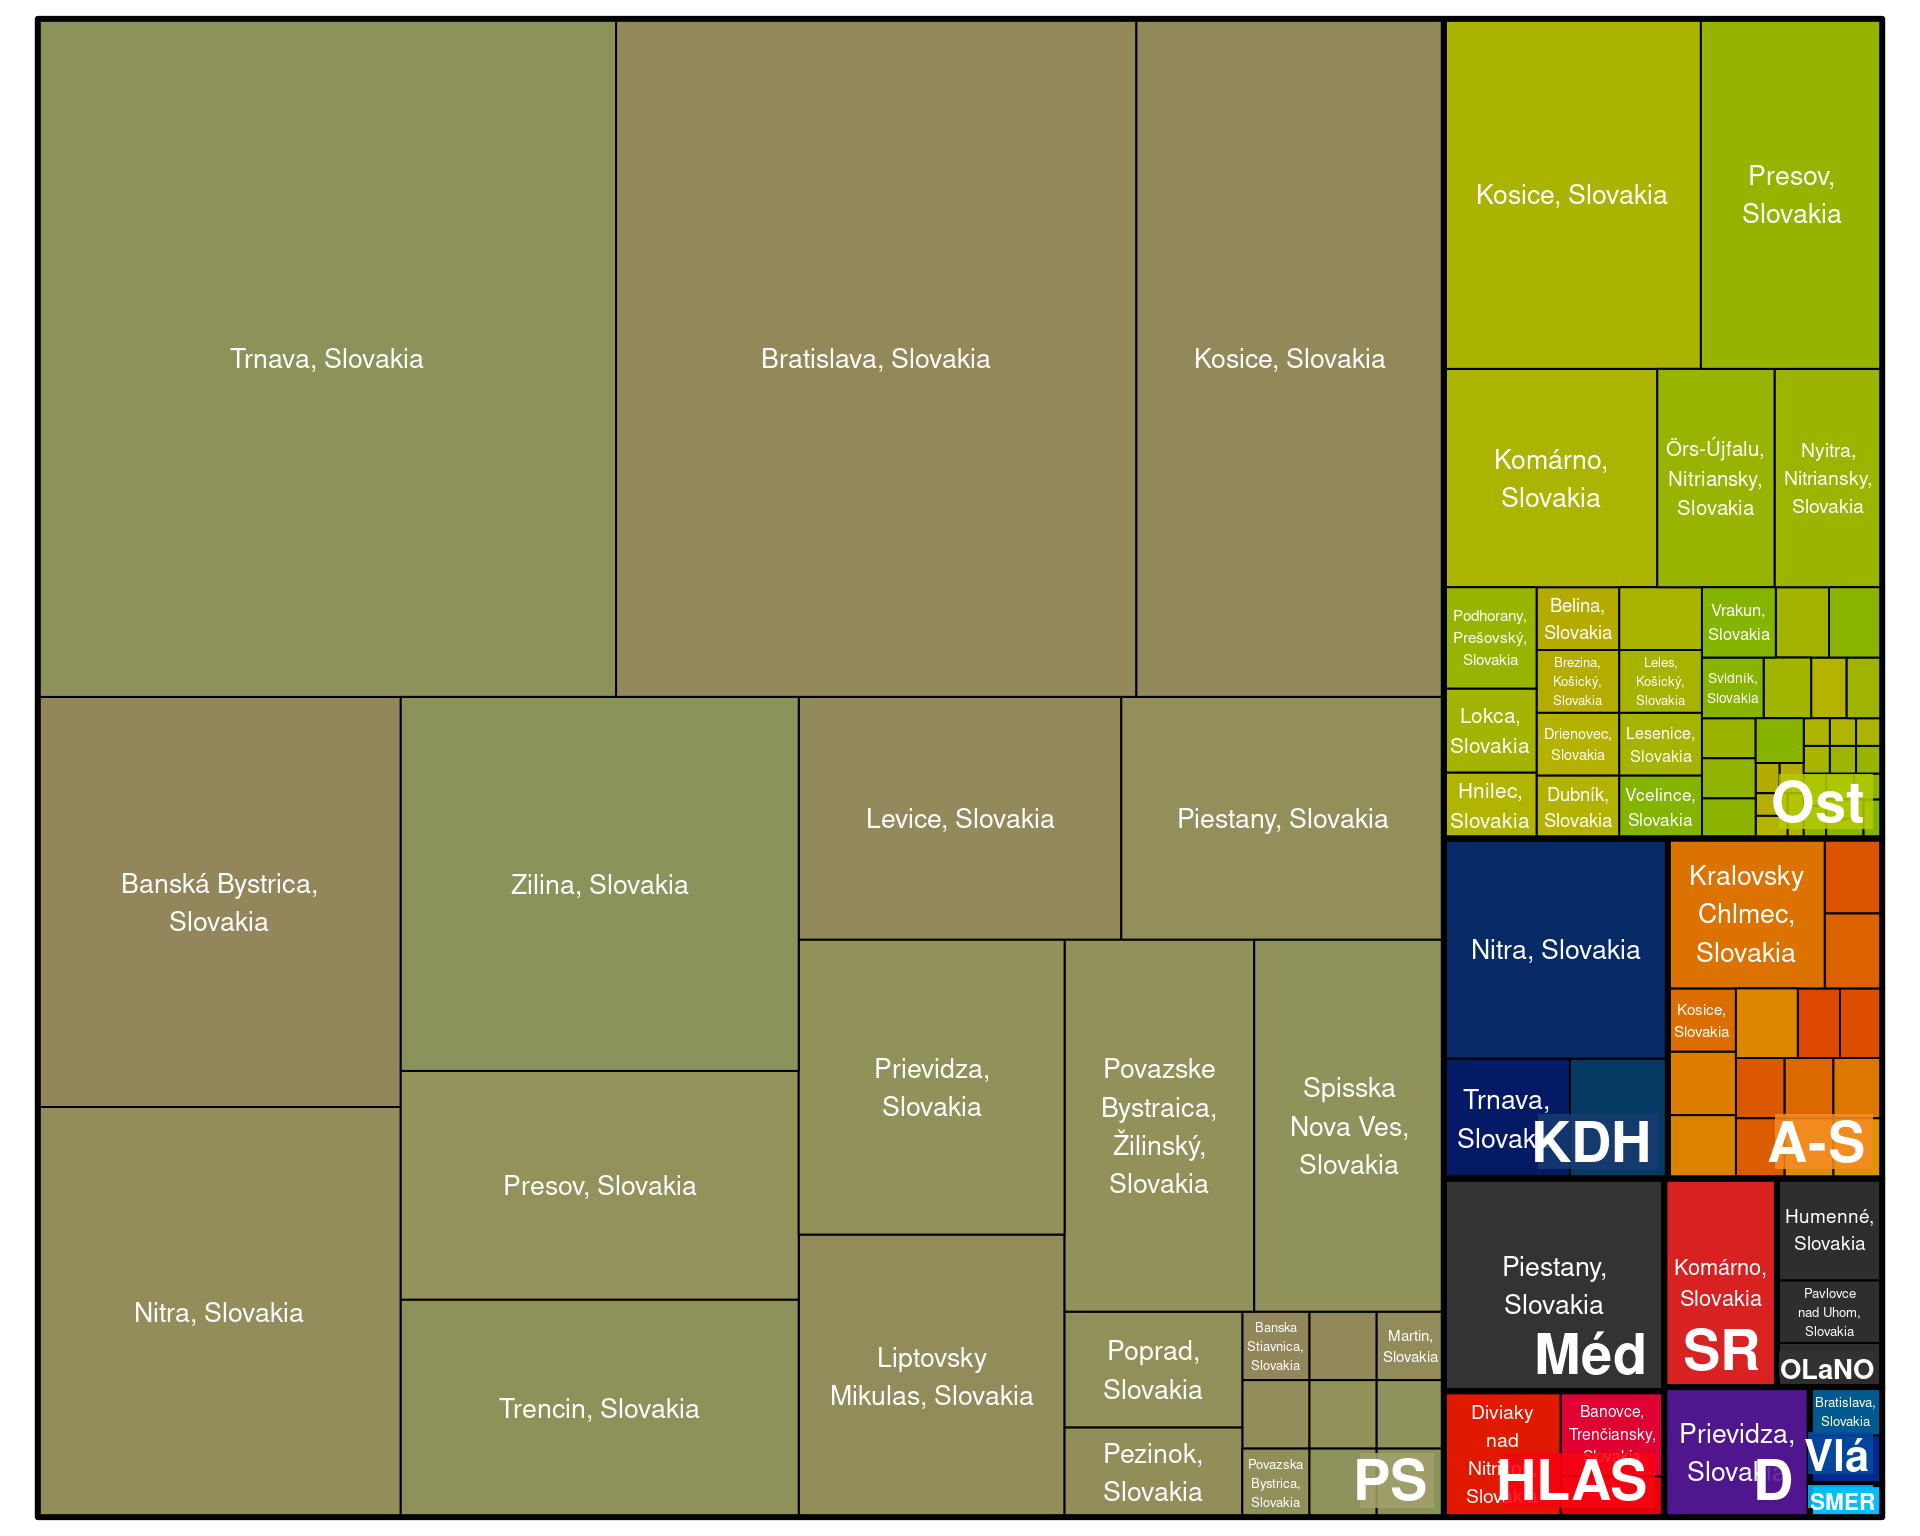 Trnava, Slovakia
Bratislava, Slovakia
Kosice, Slovakia
Banská Bystrica,
Slovakia
Zilina, Slovakia
Levice, Slovakia
Piestany, Slovakia
Nitra, Slovakia
Presov, Slovakia
Trencin, Slovakia
Prievidza,
Slovakia
Povazske
Bystraica,
Žilinský,
Slovakia
Spisska
Nova Ves,
Slovakia
Liptovsky
Mikulas, Slovakia
Poprad,
Slovakia
Pezinok,
Slovakia
Banska
Stiavnica,
Slovakia
Martin,
Slovakia
Povazska
Bystrica,
Slovakia
PS
Kosice, Slovakia
Presov,
Slovakia
Komárno,
Slovakia
Örs-Újfalu,
Nitriansky,
Slovakia
Nyitra,
Nitriansky,
Slovakia
Podhorany,
Prešovský,
Slovakia
Lokca,
Slovakia
Hnilec,
Slovakia
Belina,
Slovakia
Brezina,
Košický,
Slovakia
Drienovec,
Slovakia
Dubník,
Slovakia
Leles,
Košický,
Slovakia
Lesenice,
Slovakia
Vcelince,
Slovakia
Vrakun,
Slovakia
Svidník,
Slovakia
Ost
Nitra, Slovakia
Trnava,
KDH
Kralovsky
Chlmec,
Slovakia
Kosice,
Slovakia
A-S
Piestany,
Slovakia
Méd
Komárno,
Slovakia
SR
Humenné,
Slovakia
Pavlovce
nad Uhom,
Slovakia
OLaNO
Diviaky
nad
Banovce,
Trenčiansky,
Slovakia
HLAS
Prievidza,
D
Bratislava,
Slovakia
Vlá
SMER